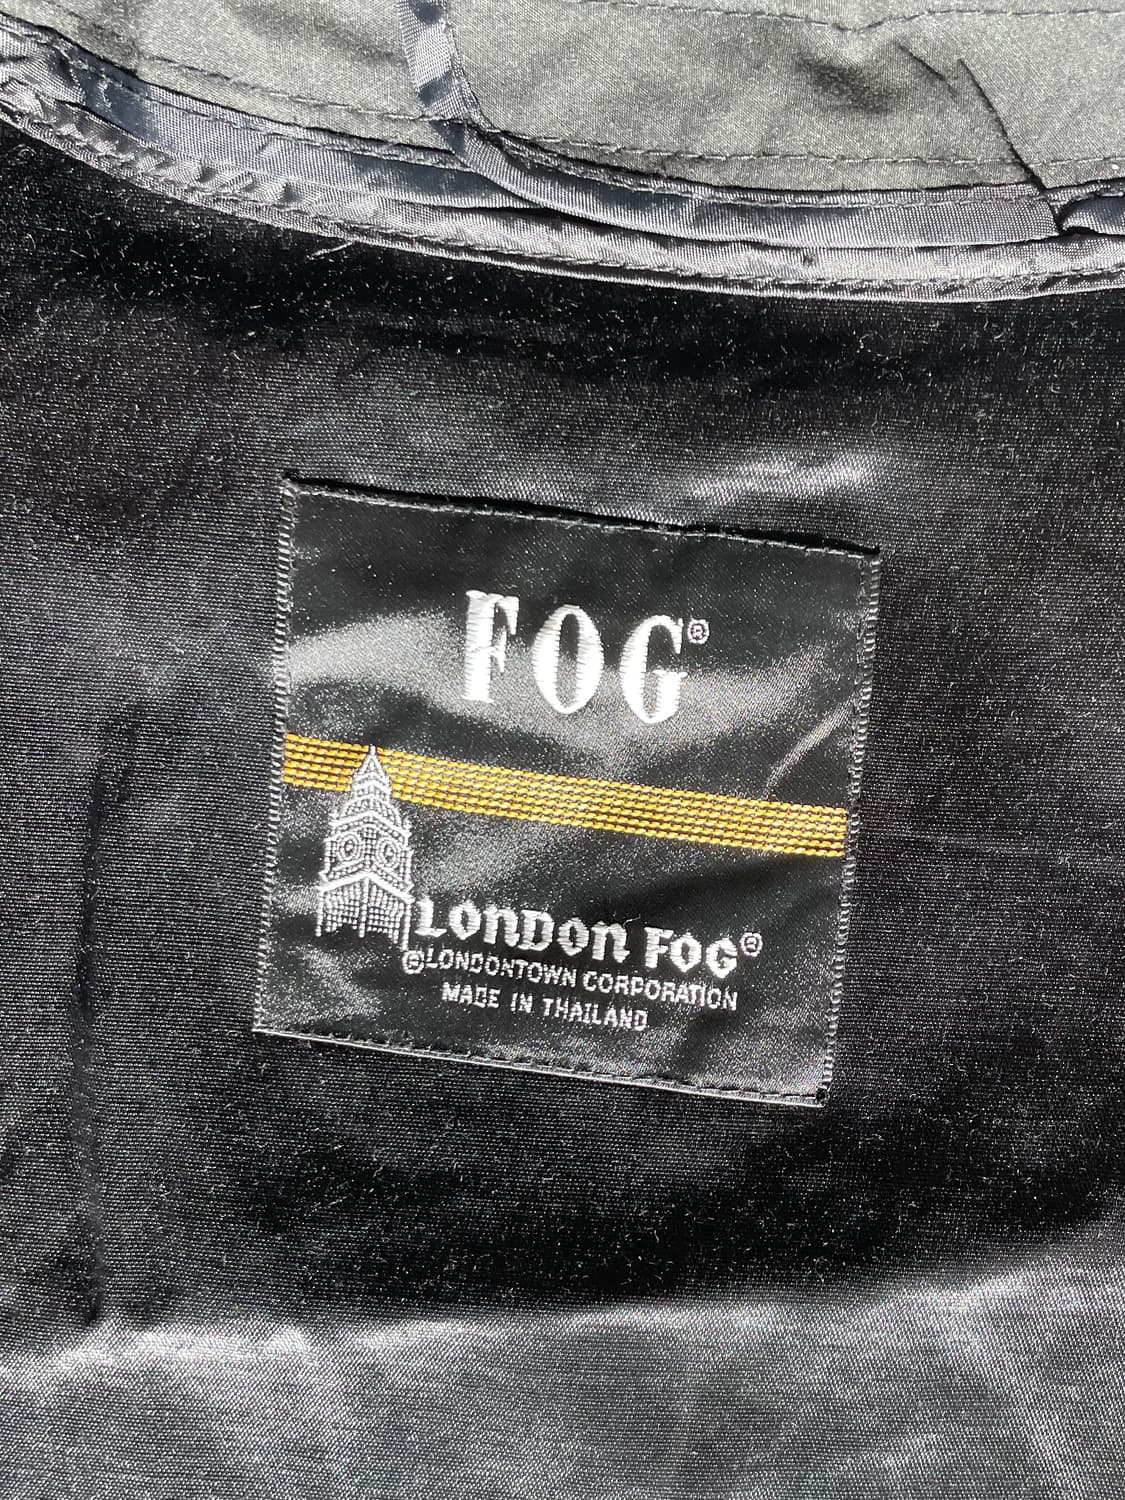 FOG®
LONDON FOG®
©LONDONTOWN CORPORATION
MADE IN THAILAND